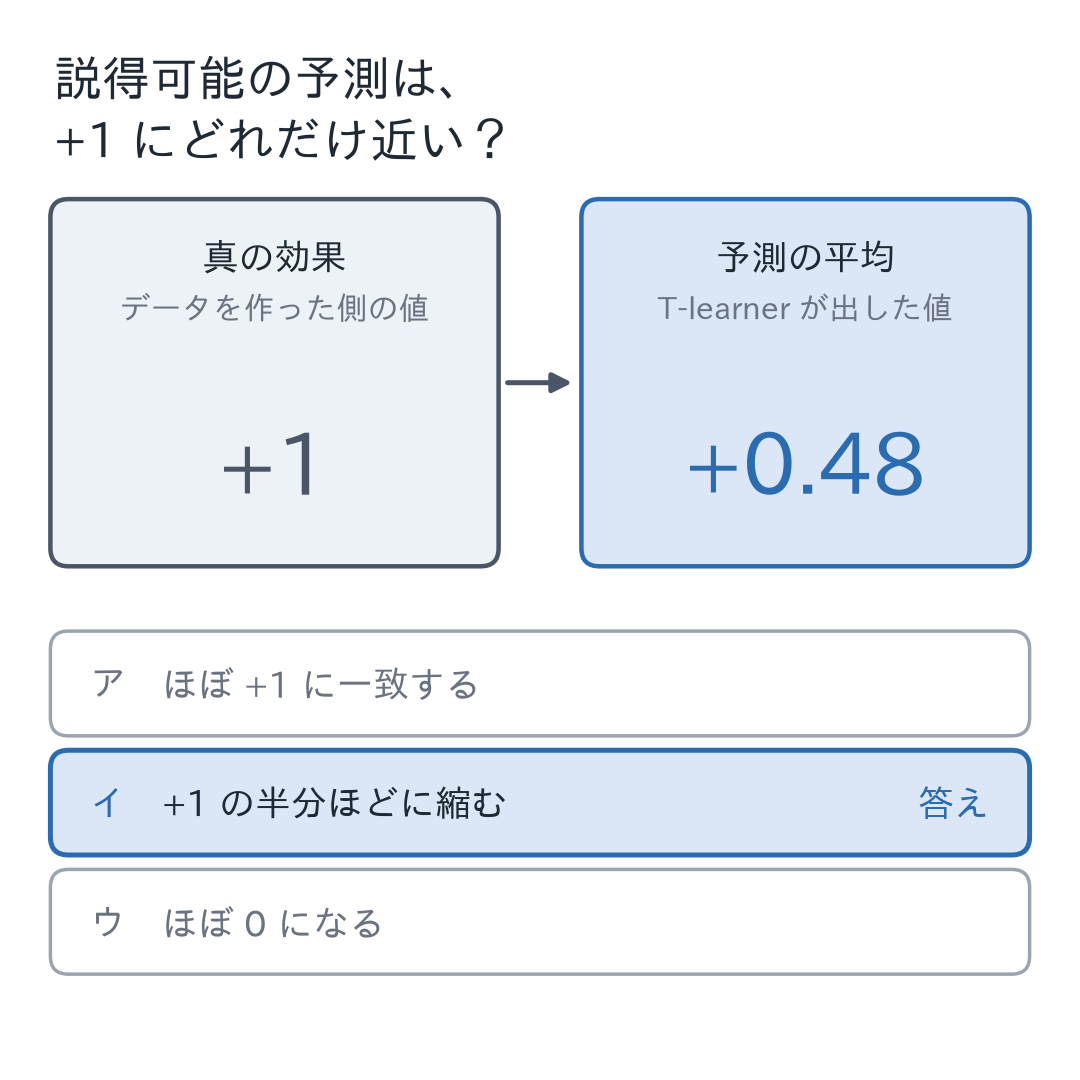 説得可能の予測は、
+1 にどれだけ近い？
真の効果
データを作った側の値
+1
予測の平均
T-learner が出した値
+0.48
ア ほぼ +1 に一致する
イ +1 の半分ほどに縮む 答え
ウ ほぼ 0 になる